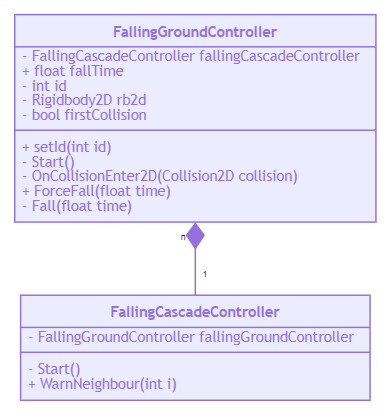 FallingGroundController
- FallingCascadeController fallingCascadeController
+ float fallTime
- int id
- Rigidbody2D rb2d
- bool firstCollision
+ setId(int id)
- Start()
- OnCollisionEnter2D(Collision2D collision)
+ ForceFall(float time)
- Fall(float time)
n
1
FallingCascadeController
- FallingGroundController fallingGroundController
- Start()
+ WarnNeighbour(int i)